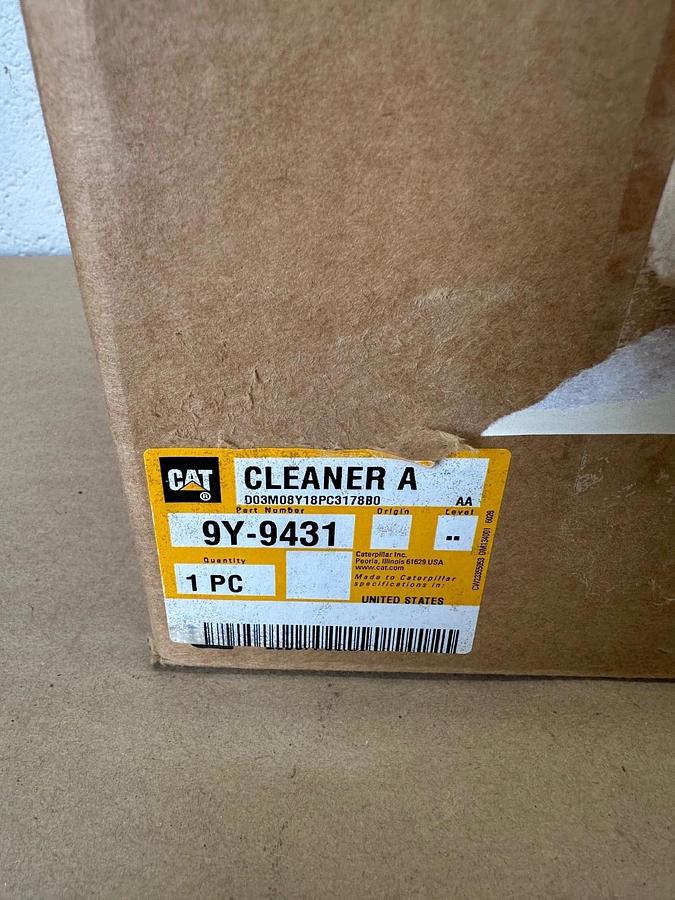 CAT®
CLEANER A
D03M08Y18PC3178B0
AA
Part Number
Origin
Level
9Y-9431
--
Quantity
1 PC
Caterpillar Inc.
Peoria, Illinois 61629 USA
www.cat.com
Made to Caterpillar
specifications in:
UNITED STATES